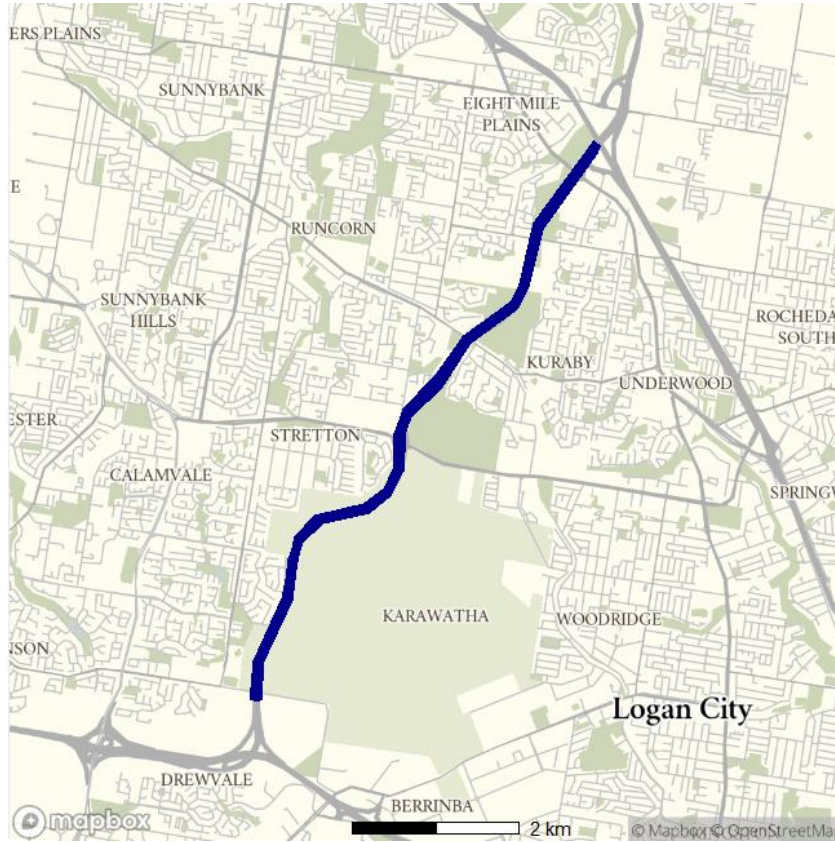 ERS PLAINS
SUNNYBANK
EIGHT MILE
PLAINS
E
RUNCORN
SUNNYBANK
HILLS
ROCHEDA
SOUTH
KURABY
UNDERWOOD
ESTER
STRETTON
CALAMVALE
SPRINGW
KARAWATHA
WOODRIDGE
NSON
Logan City
DREWVALE
BERRINBA
mapbox
2 km
© Mapbox © OpenStreetMa